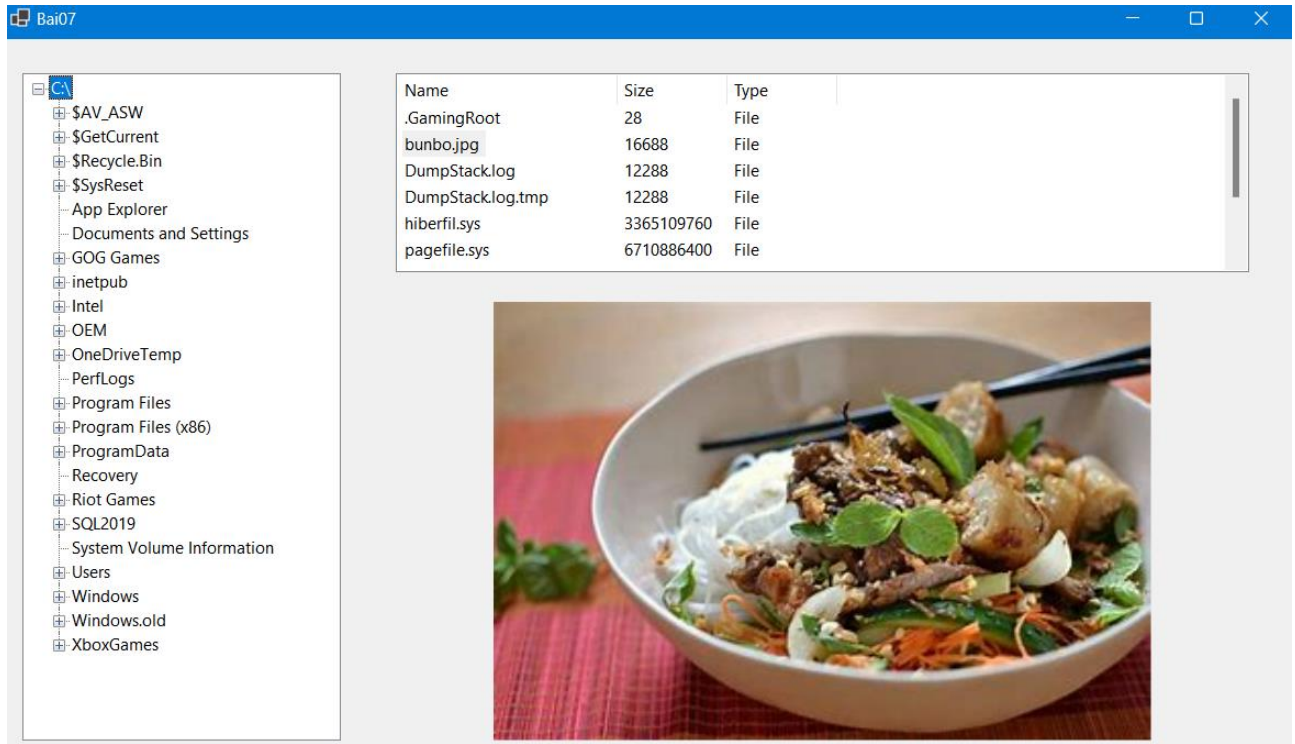 Bai07
C:\
$AV_ASW
$GetCurrent
$Recycle.Bin
$SysReset
App Explorer
Documents and Settings
GOG Games
inetpub
Intel
OEM
OneDriveTemp
PerfLogs
Program Files
Program Files (x86)
ProgramData
Recovery
Riot Games
SQL2019
System Volume Information
Users
Windows
Windows.old
XboxGames
Name Size Type
.GamingRoot 28 File
bunbo.jpg 16688 File
DumpStack.log 12288 File
DumpStack.log.tmp 12288 File
hiberfil.sys 3365109760 File
pagefile.sys 6710886400 File